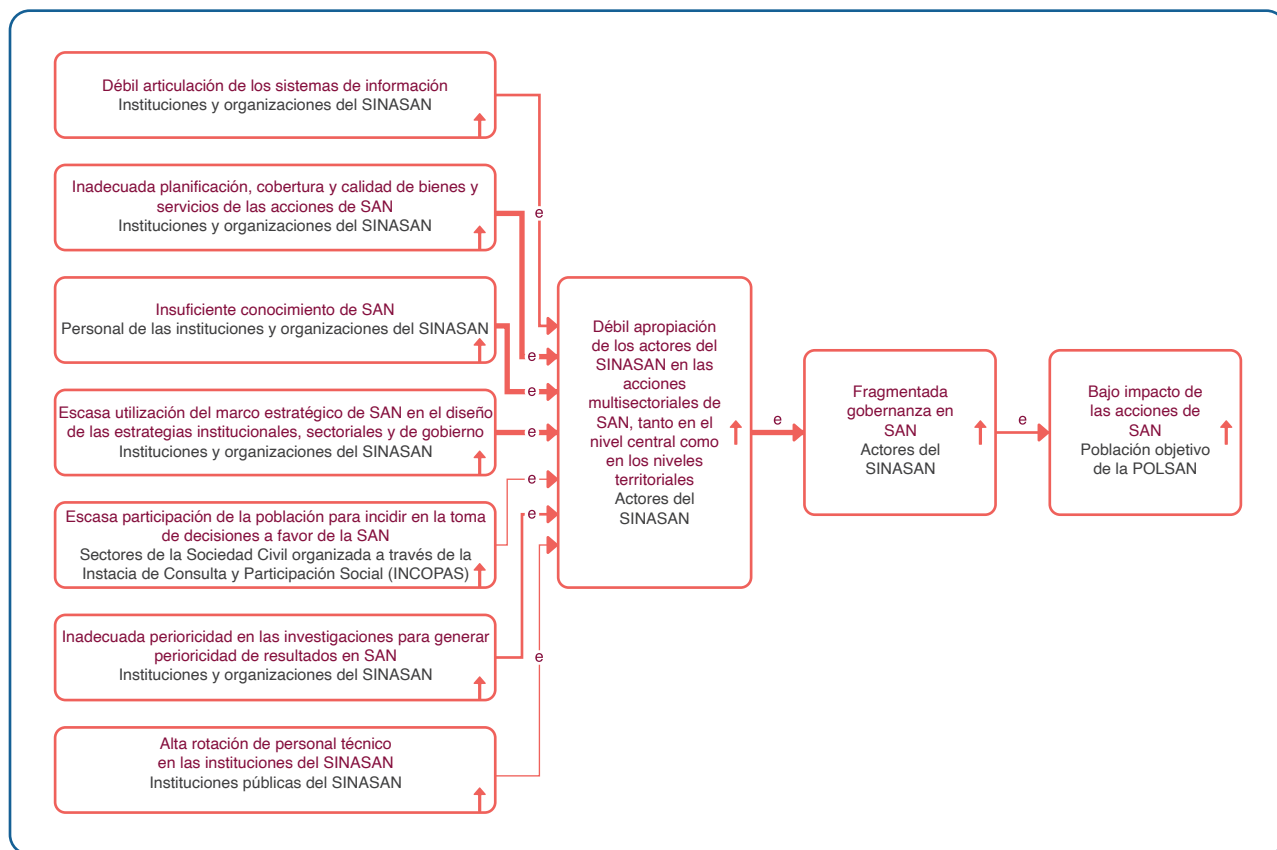 Débil articulación de los sistemas de información
Instituciones y organizaciones del SINASAN
Inadecuada planificación, cobertura y calidad de bienes y
servicios de las acciones de SAN
Instituciones y organizaciones del SINASAN
Insuficiente conocimiento de SAN
Personal de las instituciones y organizaciones del SINASAN
Escasa utilización del marco estratégico de SAN en el diseño
de las estrategias institucionales, sectoriales y de gobierno
Instituciones y organizaciones del SINASAN
Escasa participación de la población para incidir en la toma
de decisiones a favor de la SAN
Sectores de la Sociedad Civil organizada a través de la
Instacia de Consulta y Participación Social (INCOPAS)
Inadecuada perioricidad en las investigaciones para generar
perioricidad de resultados en SAN
Instituciones y organizaciones del SINASAN
Alta rotación de personal técnico
en las instituciones del SINASAN
Instituciones públicas del SINASAN
e
e
e
e
e
e
e
Débil apropiación
de los actores del
SINASAN en las
acciones
multisectoriales de
SAN, tanto en el
nivel central como
en los niveles
territoriales
Actores del
SINASAN
e
Fragmentada
gobernanza en
SAN
Actores del
SINASAN
e
Bajo impacto de
las acciones de
SAN
Población objetivo
de la POLSAN